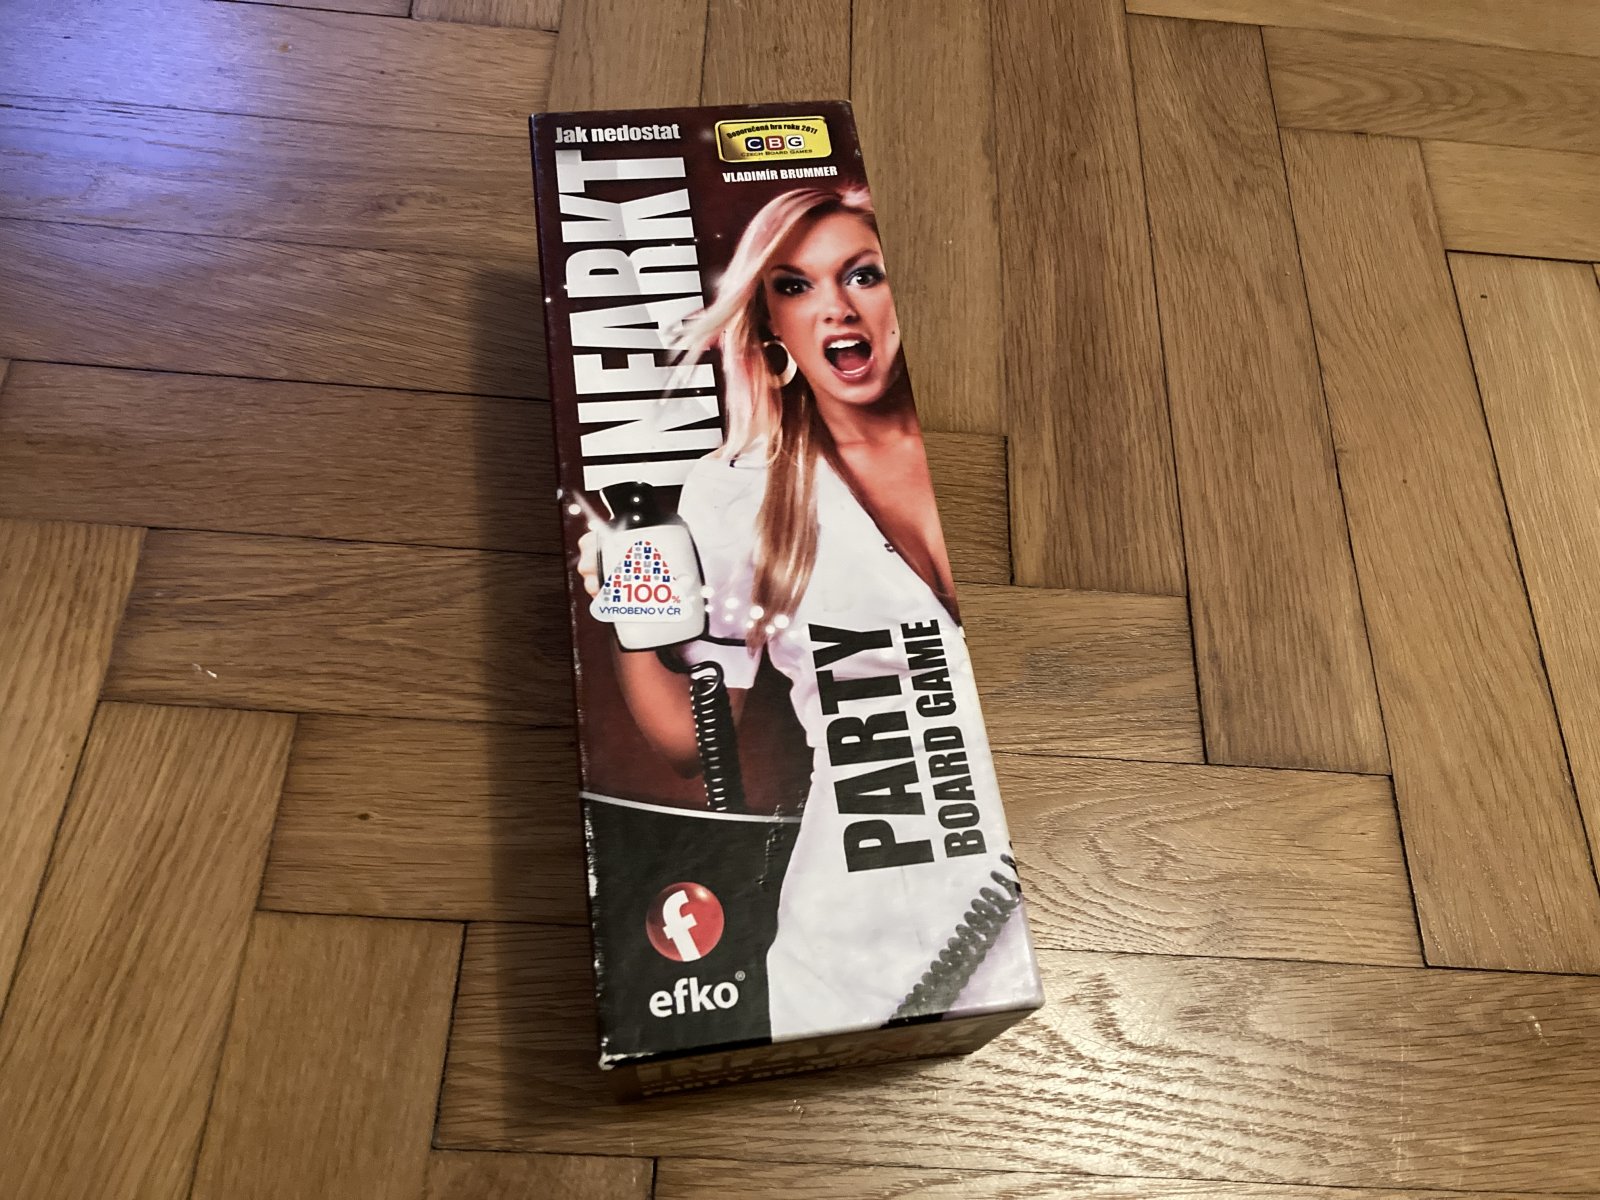 Jak nedostat
INFARKT
Doporučená hra roku 2011
CBG
CZECH BOARD GAMES
VLADIMÍR BRUMMER
100%
VYROBENO V ČR
PARTY
BOARD GAME
f
efko®